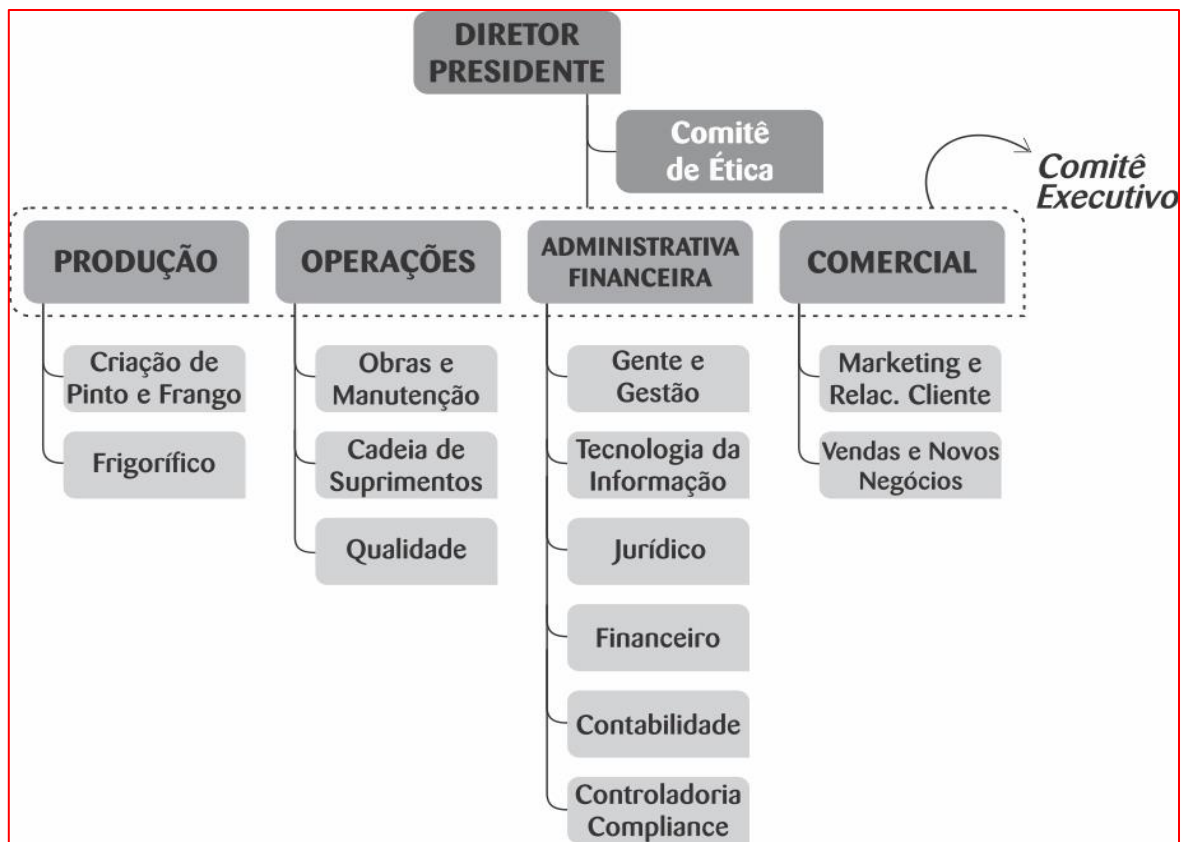 DIRETOR
PRESIDENTE
Comitê
de Ética
Comitê
Executivo
PRODUÇÃO
OPERAÇÕES
ADMINISTRATIVA
FINANCEIRA
COMERCIAL
Criação de
Pinto e Frango
Frigorífico
Obras e
Manutenção
Cadeia de
Suprimentos
Qualidade
Gente e
Gestão
Tecnologia da
Informação
Jurídico
Financeiro
Contabilidade
Controladoria
Compliance
Marketing e
Relac. Cliente
Vendas e Novos
Negócios